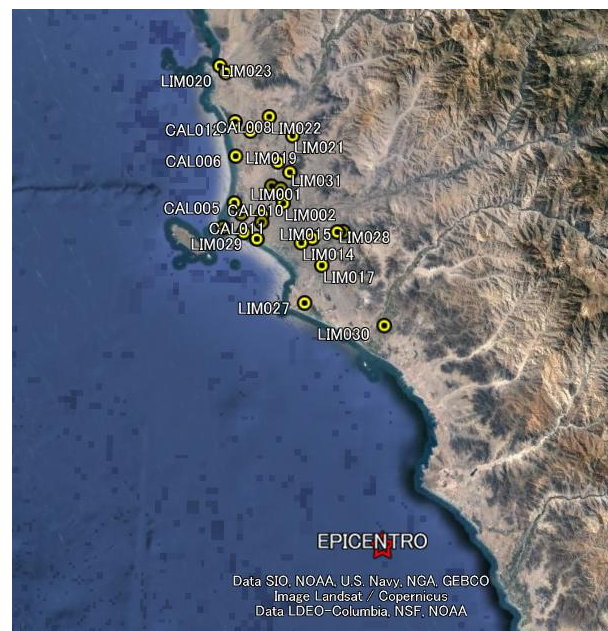 LIM023
LIM020
CAL012
CAL008
LIM022
LIM021
CAL006
LIM019
LIM031
LIM001
CAL005
CAL010
LIM002
CAL011
LIM015
LIM028
LIM029
LIM014
LIM017
LIM027
LIM030
EPICENTRO
Data SIO, NOAA, U.S. Navy, NGA, GEBCO
Image Landsat / Copernicus
Data LDEO-Columbia, NSF, NOAA